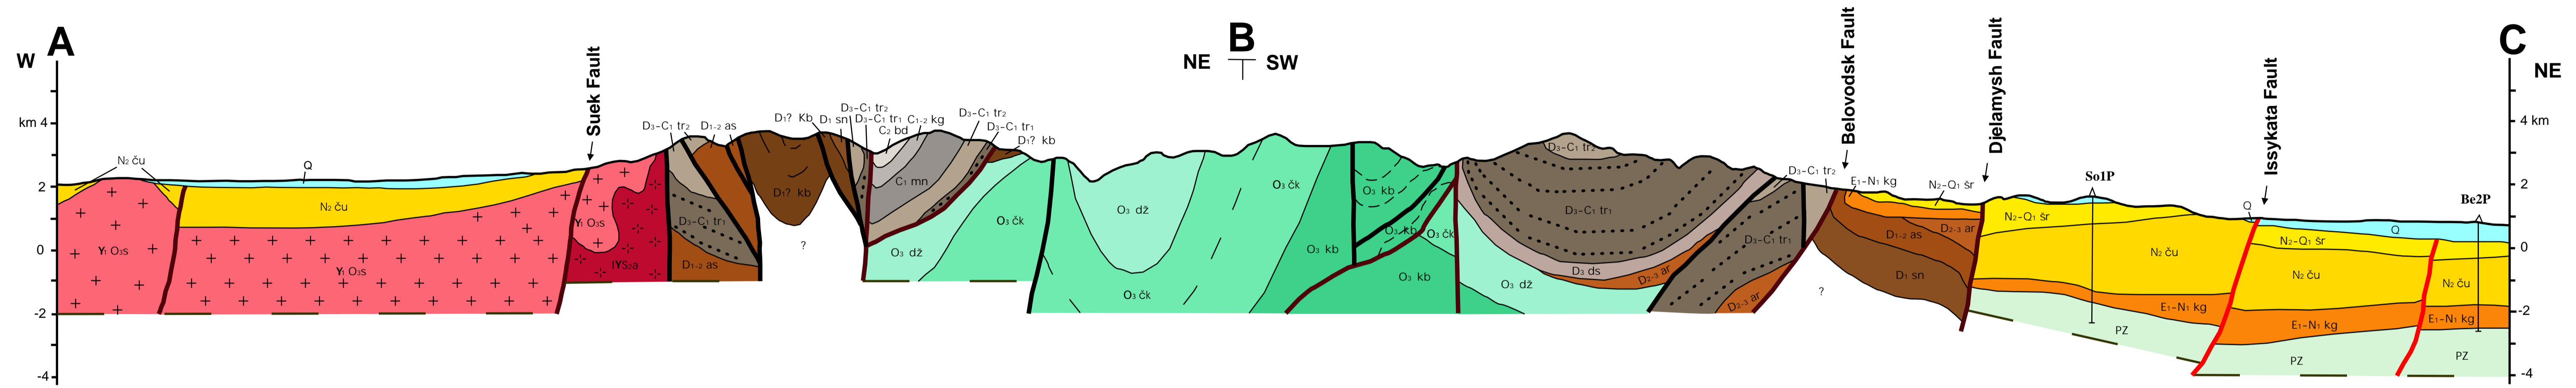 A
B
C
W
NE
SW
NE
Suek Fault
Belovodsk Fault
Djelamysh Fault
Issykata Fault
km 4
2
0
-2
-4
4 km
2
0
-2
-4
N₂ ču
Q
D₃-C₁ tr₂
D₁₋₂ as
D₁? Kb
D₁ sn
D₃-C₁ tr₂
D₃-C₁ tr₁
C₂ bd
C₁₋₂ kg
D₃-C₁ tr₂
D₃-C₁ tr₁
D₁? kb
D₃-C₁ tr₂
D₃-C₁ tr₂
E₁-N₁ kg
N₂-Q₁ šr
So1P
Be2P
Q
Q
γ₁ O₃s
N₂ ču
γ₁ O₃s
γ₁ O₃s
lγS₂a
D₃-C₁ tr₁
D₁₋₂ as
D₁? kb
?
C₁ mn
O₃ dž
O₃ čk
O₃ dž
O₃ čk
O₃ čk
O₃ kb
O₃ kb
O₃ kb
O₃ čk
O₃ kb
O₃ dž
D₃-C₁ tr₁
D₃ ds
D₂₋₃ ar
D₃-C₁ tr₁
D₂₋₃ ar
?
D₁₋₂ as
D₂₋₃ ar
D₁ sn
N₂-Q₁ šr
N₂ ču
E₁-N₁ kg
PZ
N₂-Q₁ šr
N₂ ču
E₁-N₁ kg
PZ
N₂ ču
E₁-N₁ kg
PZ